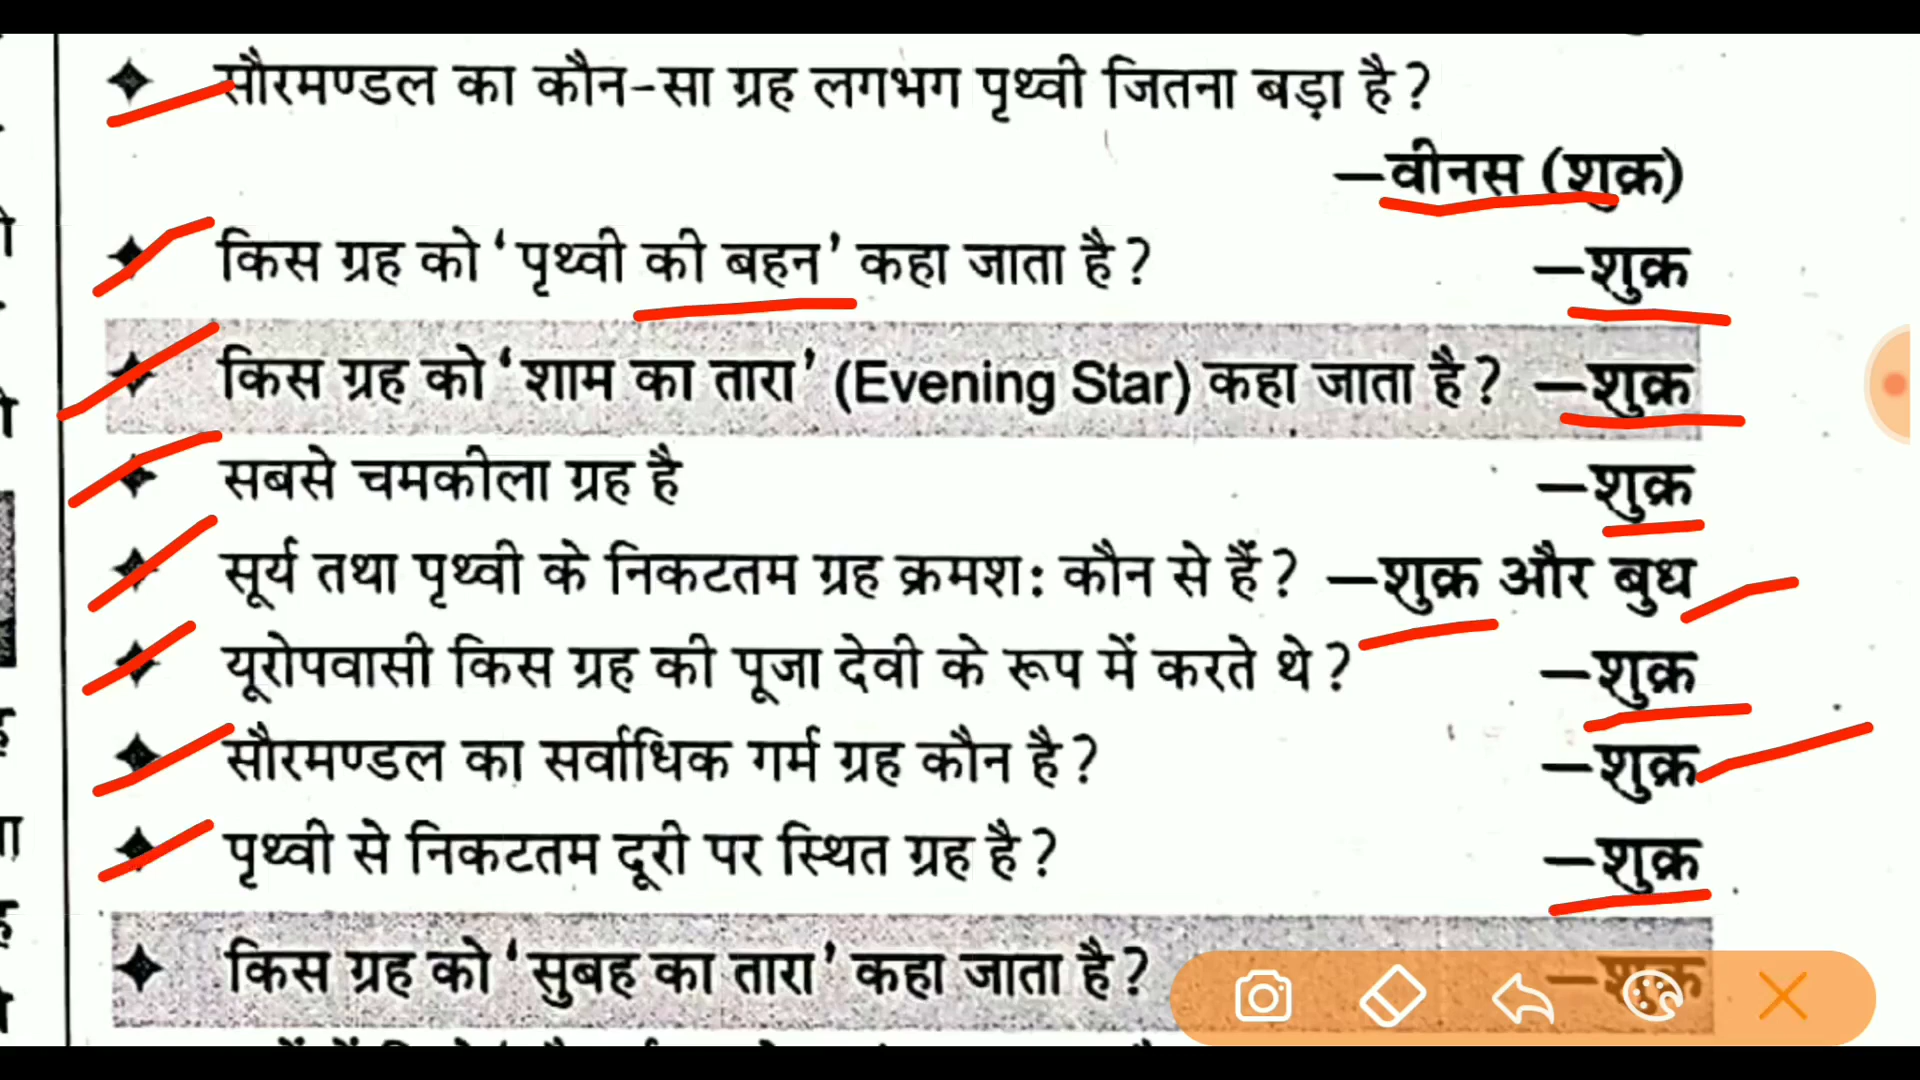 सौरमण्डल का कौन-सा ग्रह लगभग पृथ्वी जितना बड़ा है?
—वीनस (शुक्र)
किस ग्रह को ‘पृथ्वी की बहन’ कहा जाता है? —शुक्र
किस ग्रह को ‘शाम का तारा’ (Evening Star) कहा जाता है? —शुक्र
सबसे चमकीला ग्रह है —शुक्र
सूर्य तथा पृथ्वी के निकटतम ग्रह क्रमश: कौन से हैं? —शुक्र और बुध
यूरोपवासी किस ग्रह की पूजा देवी के रूप में करते थे? —शुक्र
सौरमण्डल का सर्वाधिक गर्म ग्रह कौन है? —शुक्र
पृथ्वी से निकटतम दूरी पर स्थित ग्रह है? —शुक्र
किस ग्रह को ‘सुबह का तारा’ कहा जाता है? —शुक्र